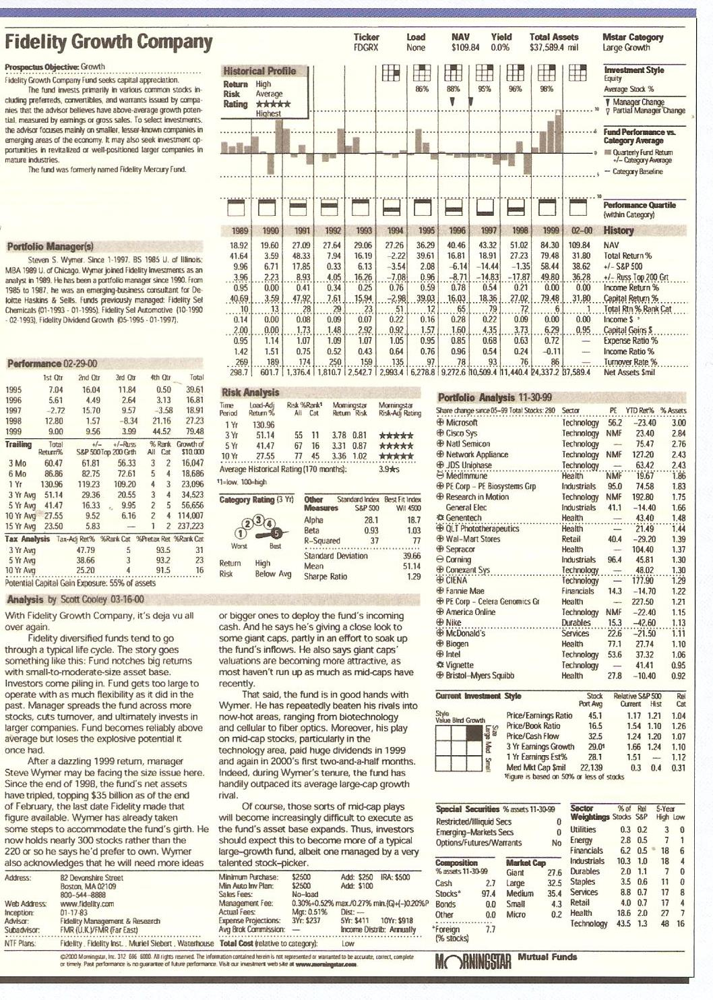 Fidelity Growth Company
Ticker Load NAV Yield Total Assets Mstar Category
FDGRX None $109.84 0.0% $37,589.4 mil Large Growth
Prospectus Objective: Growth
Fidelity Growth Company Fund seeks capital appreciation.
The fund invests primarily in various common stocks in-
cluding preferreds, convertibles, and warrants issued by compa-
nies that the advisor believes have above-average growth poten-
tial, measured by earnings or gross sales. To select investments,
the advisor focuses mainly on smaller, lesser-known companies in
emerging areas of the economy. It may also seek investment op-
portunities in revitalized or well-positioned larger companies in
mature industries.
The fund was formerly named Fidelity Mercury Fund.
Historical Profile
Return High
Risk Average
Rating ★★★★★
Highest
86% 88% 95% 96% 98%
Investment Style
Equity
Average Stock %
▼ Manager Change
▽ Partial Manager Change
Fund Performance vs.
Category Average
Quarterly Fund Return
+/– Category Average
– Category Baseline
10
5
0
5
10
Performance Quartile
(within Category)
1989 1990 1991 1992 1993 1994 1995 1996 1997 1998 1999 02–00 History
18.92 19.60 27.09 27.64 29.06 27.26 36.29 40.46 43.32 51.02 84.30 109.84 NAV
41.64 3.59 48.33 7.94 16.19 –2.22 39.61 16.81 18.91 27.23 79.48 31.80 Total Return %
9.96 6.71 17.85 0.33 6.13 –3.54 2.08 –6.14 –14.44 –1.35 58.44 38.62 +/– S&P 500
3.96 2.23 8.93 4.05 16.26 –7.08 0.96 –8.71 –14.83 –17.87 49.80 36.28 +/– Russ Top 200 Grt
0.95 0.00 0.41 0.34 0.25 0.76 0.59 0.78 0.54 0.21 0.00 0.00 Income Return %
40.69 3.59 47.92 7.61 15.94 –2.98 39.03 16.03 18.36 27.02 79.48 31.80 Capital Return %
10 13 28 29 23 51 12 65 79 72 6 1 Total Rtn % Rank Cat
0.14 0.00 0.08 0.09 0.07 0.22 0.16 0.28 0.22 0.09 0.00 0.00 Income $
2.00 0.00 1.73 1.48 2.92 0.92 1.57 1.60 4.35 3.73 6.29 0.95 Capital Gains $
0.95 1.14 1.07 1.09 1.07 1.05 0.95 0.85 0.68 0.63 0.72 — Expense Ratio %
1.42 1.51 0.75 0.52 0.43 0.64 0.76 0.96 0.54 0.24 –0.11 — Income Ratio %
269 189 174 250 159 135 97 78 93 76 86 — Turnover Rate %
298.7 601.7 1,376.4 1,810.7 2,542.7 2,993.4 6,278.8 9,272.6 10,509.4 11,440.4 24,337.2 37,589.4 Net Assets $mil
Portfolio Manager(s)
Steven S. Wymer. Since 1-1997. BS 1985 U. of Illinois;
MBA 1989 U. of Chicago. Wymer joined Fidelity Investments as an
analyst in 1989. He has been a portfolio manager since 1990. From
1985 to 1987, he was an emerging-business consultant for De-
loitte Haskins & Sells. Funds previously managed: Fidelity Sel
Chemicals (01-1993 - 01-1995), Fidelity Sel Automotive (10-1990
- 02-1993), Fidelity Dividend Growth (05-1995 - 01-1997).
Performance 02-29-00
1st Qtr 2nd Qtr 3rd Qtr 4th Qtr Total
1995 7.04 16.04 11.84 0.50 39.61
1996 5.61 4.49 2.64 3.13 16.81
1997 –2.72 15.70 9.57 –3.58 18.91
1998 12.80 1.57 –8.34 21.16 27.23
1999 9.00 9.56 3.99 44.52 79.48
Trailing Total +/– +/–Russ % Rank Growth of
Return% S&P 500 Top 200 Grth All Cat $10,000
3 Mo 60.47 61.81 56.33 3 2 16,047
6 Mo 86.86 82.75 72.61 5 4 18,686
1 Yr 130.96 119.23 109.20 4 3 23,096
3 Yr Avg 51.14 29.36 20.55 3 4 34,523
5 Yr Avg 41.47 16.33 9.95 2 5 56,656
10 Yr Avg 27.55 9.52 6.16 2 4 114,007
15 Yr Avg 23.50 5.83 — 1 2 237,223
Tax Analysis Tax-Adj Ret% %Rank Cat %Pretax Ret %Rank Cat
3 Yr Avg 47.79 5 93.5 31
5 Yr Avg 38.66 3 93.2 23
10 Yr Avg 25.20 4 91.5 16
Potential Capital Gain Exposure: 55% of assets
Risk Analysis
Time Load-Adj Risk %Rank¹ Morningstar Morningstar
Period Return % All Cat Return Risk Risk-Adj Rating
1 Yr 130.96
3 Yr 51.14 55 11 3.78 0.81 ★★★★★
5 Yr 41.47 67 16 3.31 0.87 ★★★★★
10 Yr 27.55 77 45 3.36 1.02 ★★★★★
Average Historical Rating (170 months): 3.9★s
¹1=low, 100=high
Category Rating (3 Yr)
1 2 3 4 5
Worst Best
Return High
Risk Below Avg
Other Standard Index Best Fit Index
Measures S&P 500 Wil 4500
Alpha 28.1 18.7
Beta 0.93 1.03
R-Squared 37 77
Standard Deviation 39.66
Mean 51.14
Sharpe Ratio 1.29
Portfolio Analysis 11-30-99
Share change since 05–99 Total Stocks: 280 Sector PE YTD Ret% % Assets
⊕ Microsoft Technology 56.2 –23.40 3.00
⊕ Cisco Sys Technology NMF 23.40 2.84
⊕ Natl Semicon Technology — 75.47 2.76
⊕ Network Appliance Technology NMF 127.20 2.43
⊕ JDS Uniphase Technology — 63.42 2.43
⊖ MedImmune Health NMF 19.67 1.86
⊕ PE Corp – PE Biosystems Grp Industrials 95.0 74.58 1.83
⊕ Research in Motion Technology NMF 192.80 1.75
General Elec Industrials 41.1 –14.40 1.66
✡ Genentech Health — 43.40 1.48
⊕ QLT Phototherapeutics Health — 21.49 1.44
⊕ Wal-Mart Stores Retail 40.4 –29.20 1.39
⊕ Sepracor Health — 104.40 1.37
⊖ Corning Industrials 96.4 45.81 1.30
⊕ Conexant Sys Technology — 48.02 1.30
⊕ CIENA Technology — 177.90 1.29
⊕ Fannie Mae Financials 14.3 –14.70 1.22
⊕ PE Corp – Celera Genomics Gr Health — 227.50 1.21
⊕ America Online Technology NMF –22.40 1.15
⊕ Nike Durables 15.3 –42.60 1.13
⊕ McDonald's Services 22.6 –21.50 1.11
⊕ Biogen Health 77.1 27.74 1.10
⊕ Intel Technology 53.6 37.32 1.06
✡ Vignette Technology — 41.41 0.95
⊕ Bristol–Myers Squibb Health 27.8 –10.40 0.92
Analysis by Scott Cooley 03-16-00
With Fidelity Growth Company, it's deja vu all
over again.
Fidelity diversified funds tend to go
through a typical life cycle. The story goes
something like this: Fund notches big returns
with small-to-moderate-size asset base.
Investors come piling in. Fund gets too large to
operate with as much flexibility as it did in the
past. Manager spreads the fund across more
stocks, cuts turnover, and ultimately invests in
larger companies. Fund becomes reliably above
average but loses the explosive potential it
once had.
After a dazzling 1999 return, manager
Steve Wymer may be facing the size issue here.
Since the end of 1998, the fund's net assets
have tripled, topping $35 billion as of the end
of February, the last date Fidelity made that
figure available. Wymer has already taken
some steps to accommodate the fund's girth. He
now holds nearly 300 stocks rather than the
220 or so he says he'd prefer to own. Wymer
also acknowledges that he will need more ideas
or bigger ones to deploy the fund's incoming
cash. And he says he's giving a close look to
some giant caps, partly in an effort to soak up
the fund's inflows. He also says giant caps'
valuations are becoming more attractive, as
most haven't run up as much as mid-caps have
recently.
That said, the fund is in good hands with
Wymer. He has repeatedly beaten his rivals into
now-hot areas, ranging from biotechnology
and cellular to fiber optics. Moreover, his play
on mid-cap stocks, particularly in the
technology area, paid huge dividends in 1999
and again in 2000's first two-and-a-half months.
Indeed, during Wymer's tenure, the fund has
handily outpaced its average large-cap growth
rival.
Of course, those sorts of mid-cap plays
will become increasingly difficult to execute as
the fund's asset base expands. Thus, investors
should expect this to become more of a typical
large–growth fund, albeit one managed by a very
talented stock–picker.
Current Investment Style Stock Relative S&P 500 Rel
Port Avg Current Hist Cat
Style
Value Blnd Growth
Size
Large Med Small
Price/Earnings Ratio 45.1 1.17 1.21 1.04
Price/Book Ratio 16.5 1.54 1.10 1.26
Price/Cash Flow 32.5 1.24 1.20 1.07
3 Yr Earnings Growth 29.0¹ 1.66 1.24 1.10
1 Yr Earnings Est% 28.1 1.51 — 1.12
Med Mkt Cap $mil 22,139 0.3 0.4 0.31
¹figure is based on 50% or less of stocks
Special Securities % assets 11-30-99
Restricted/Illiquid Secs 0
Emerging–Markets Secs 0
Options/Futures/Warrants No
Composition
% assets 11-30-99
Cash 2.7
Stocks* 97.4
Bonds 0.0
Other 0.0
*Foreign 7.7
(% stocks)
Market Cap
Giant 27.6
Large 32.5
Medium 35.4
Small 4.3
Micro 0.2
Sector % of Rel 5-Year
Weightings Stocks S&P High Low
Utilities 0.3 0.2 3 0
Energy 2.8 0.5 7 1
Financials 6.2 0.5 18 6
Industrials 10.3 1.0 18 4
Durables 2.0 1.1 7 0
Staples 3.5 0.6 11 0
Services 8.8 0.7 17 8
Retail 4.0 0.7 17 4
Health 18.6 2.0 27 7
Technology 43.5 1.3 48 16
Address: 82 Devonshire Street
Boston, MA 02109
800–544–8888
Web Address: www.fidelity.com
Inception: 01-17-83
Advisor: Fidelity Management & Research
Subadvisor: FMR (U.K.)/FMR (Far East)
NTF Plans: Fidelity , Fidelity Inst. , Muriel Siebert , Waterhouse
Minimum Purchase: $2500 Add: $250 IRA: $500
Min Auto Inv Plan: $2500 Add: $100
Sales Fees: No–load
Management Fee: 0.30%+0.52% max./0.27% min.(G)+(–)0.20%P
Actual Fees: Mgt: 0.51% Dist: —
Expense Projections: 3Yr: $237 5Yr: $411 10Yr: $918
Avg Brok Commission: — Income Distrib: Annually
Total Cost (relative to category): Low
©2000 Morningstar, Inc. 312 696 6000. All rights reserved. The information contained herein is not represented or warranted to be accurate, correct, complete
or timely. Past performance is no guarantee of future performance. Visit our investment web site at www.morningstar.com.
MORNINGSTAR Mutual Funds